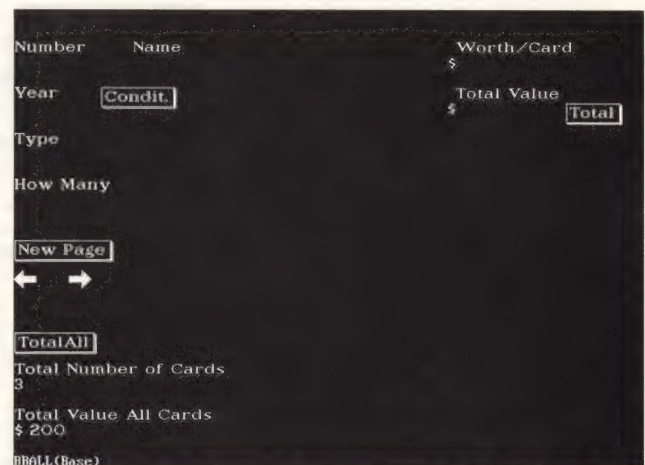 Number Name Worth/Card
$
Year Condit. Total Value
$ Total
Type
How Many
New Page
TotalAll
Total Number of Cards
3
Total Value All Cards
$ 200
BBALL(Base)